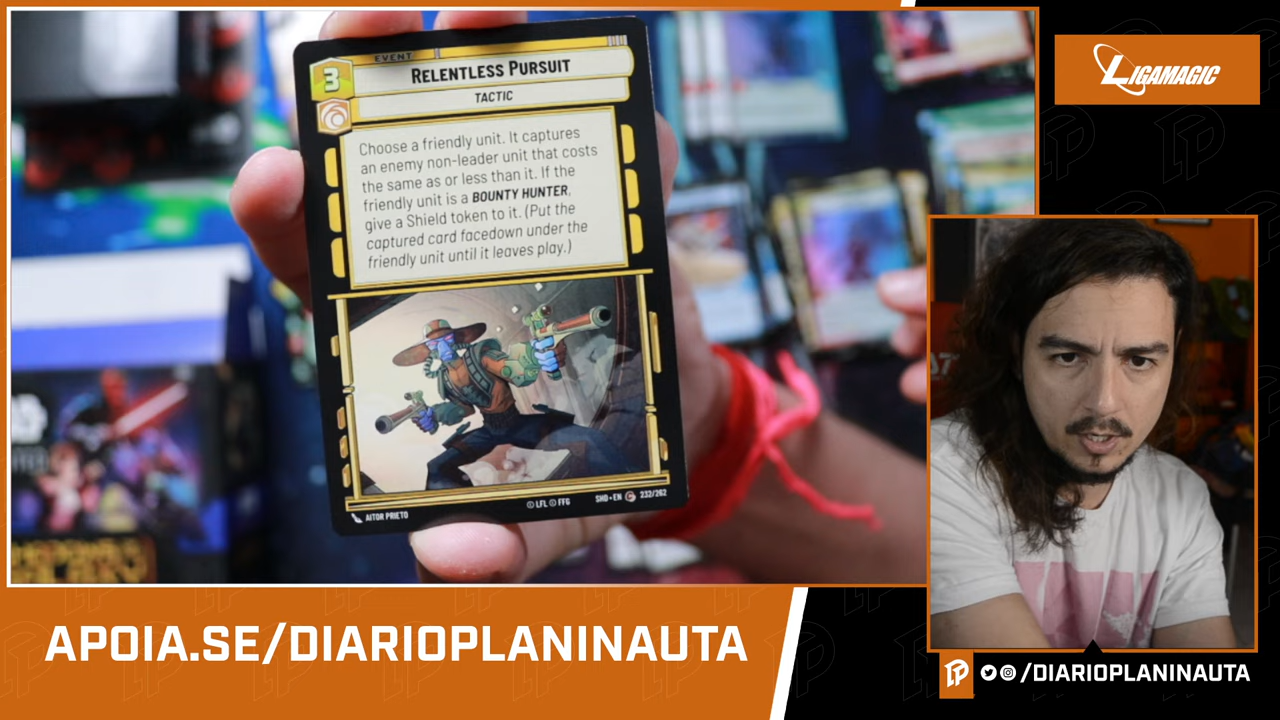 EVENT
3
RELENTLESS PURSUIT
TACTIC
Choose a friendly unit. It captures
an enemy non-leader unit that costs
the same as or less than it. If the
friendly unit is a BOUNTY HUNTER,
give a Shield token to it. (Put the
captured card facedown under the
friendly unit until it leaves play.)
AITOR PRIETO
© LFL © FFG
SHD • EN
232/262
LIGAMAGIC
APOIA.SE/DIARIOPLANINAUTA
/DIARIOPLANINAUTA